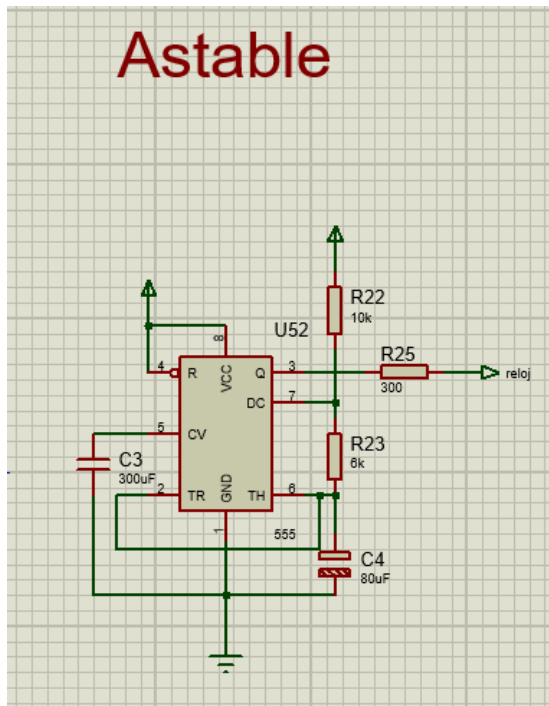 Astable
R22
10k
U52
8
4
R
VCC
Q
3
R25
300
reloj
DC
7
5
CV
R23
6k
C3
300uF
2
TR
GND
TH
6
1
555
C4
80uF